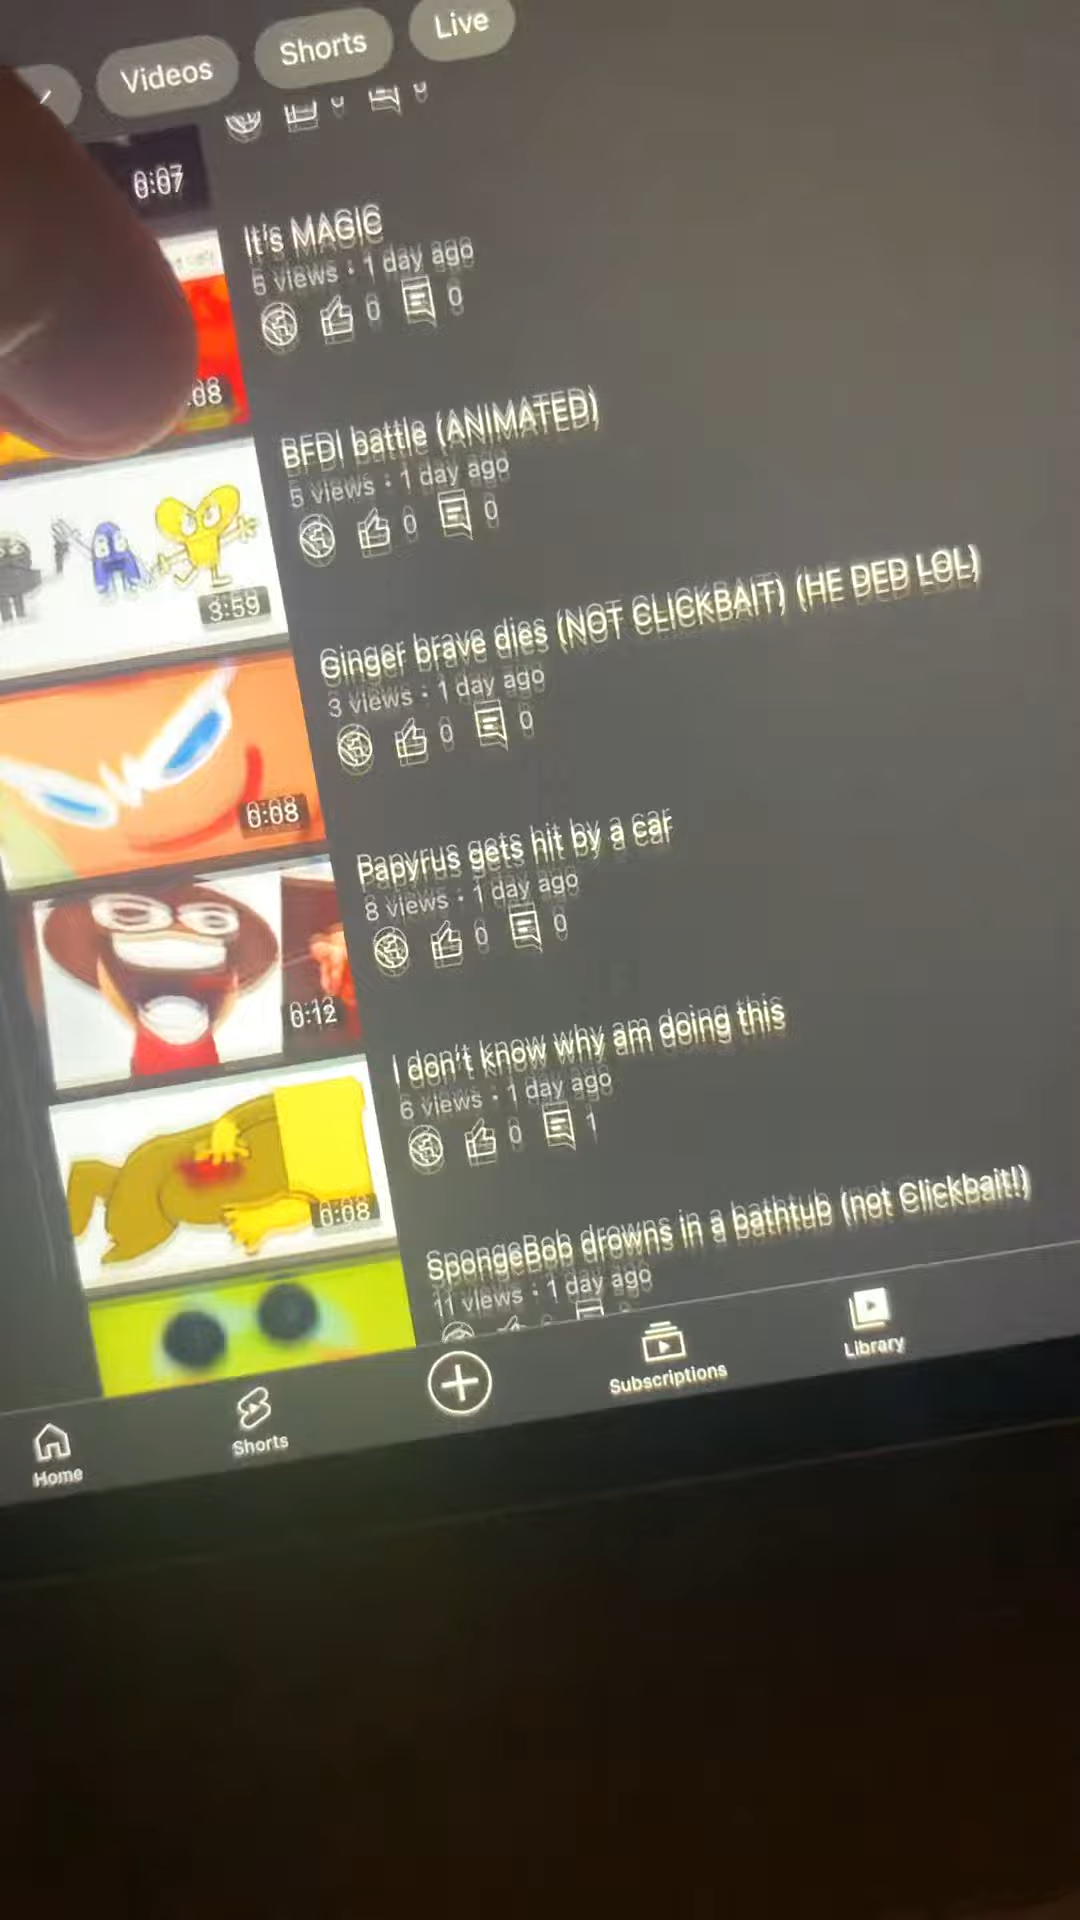 Videos
Shorts
Live
0:07
It's MAGIC
5 views · 1 day ago
0
0
:08
BFDI battle (ANIMATED)
5 views · 1 day ago
0
0
3:59
Ginger brave dies (NOT CLICKBAIT) (HE DED LOL)
3 views · 1 day ago
0
0
0:08
Papyrus gets hit by a car
8 views · 1 day ago
0
0
0:12
I don't know why am doing this
6 views · 1 day ago
0
1
0:08
SpongeBob drowns in a bathtub (not Clickbait!)
11 views · 1 day ago
Home
Shorts
Subscriptions
Library